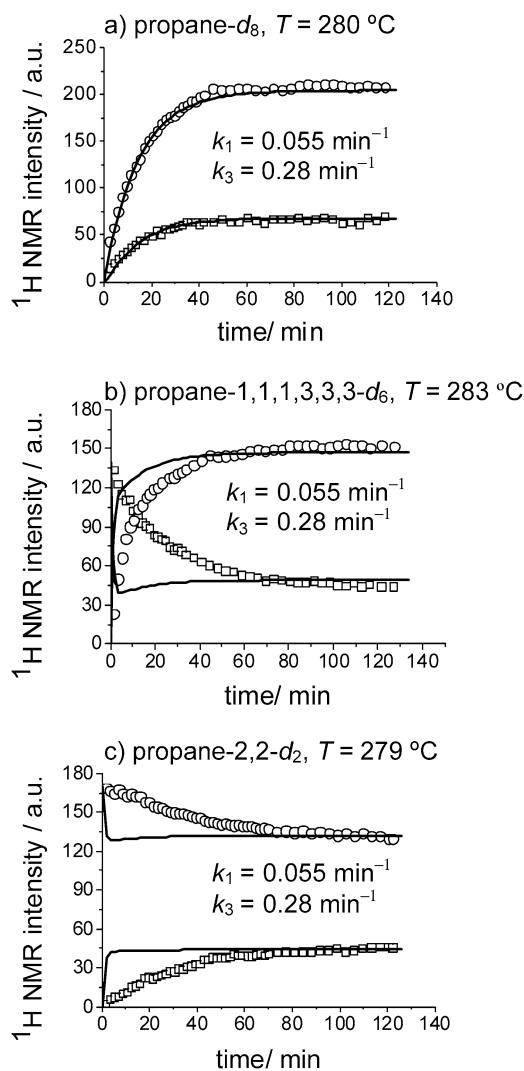 a) propane-d₈, T = 280 ºC
250
200
150
100
50
0
0 20 40 60 80 100 120 140
¹H NMR intensity / a.u.
k₁ = 0.055 min⁻¹
k₃ = 0.28 min⁻¹
time/ min
b) propane-1,1,1,3,3,3-d₆, T = 283 ºC
180
150
120
90
60
30
0
0 20 40 60 80 100 120 140
¹H NMR intensity / a.u.
k₁ = 0.055 min⁻¹
k₃ = 0.28 min⁻¹
time/ min
c) propane-2,2-d₂, T = 279 ºC
180
150
120
90
60
30
0
0 20 40 60 80 100 120 140
¹H NMR intensity / a.u.
k₁ = 0.055 min⁻¹
k₃ = 0.28 min⁻¹
time/ min